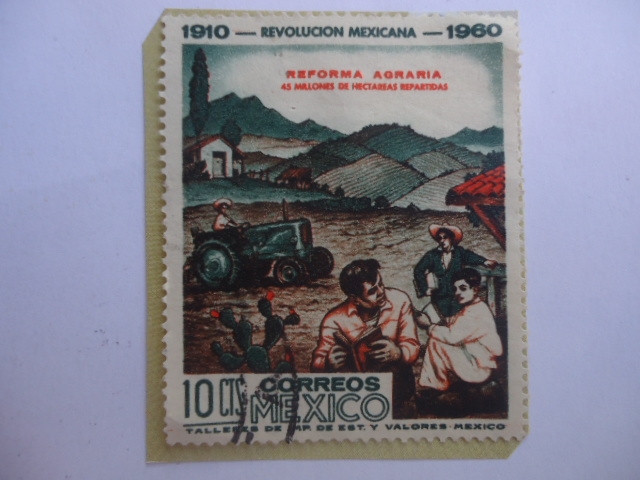 1910 — REVOLUCION MEXICANA — 1960
REFORMA AGRARIA
45 MILLONES DE HECTAREAS REPARTIDAS
10 CTS CORREOS
MEXICO
TALLERES DE IMP. DE EST. Y VALORES-MEXICO